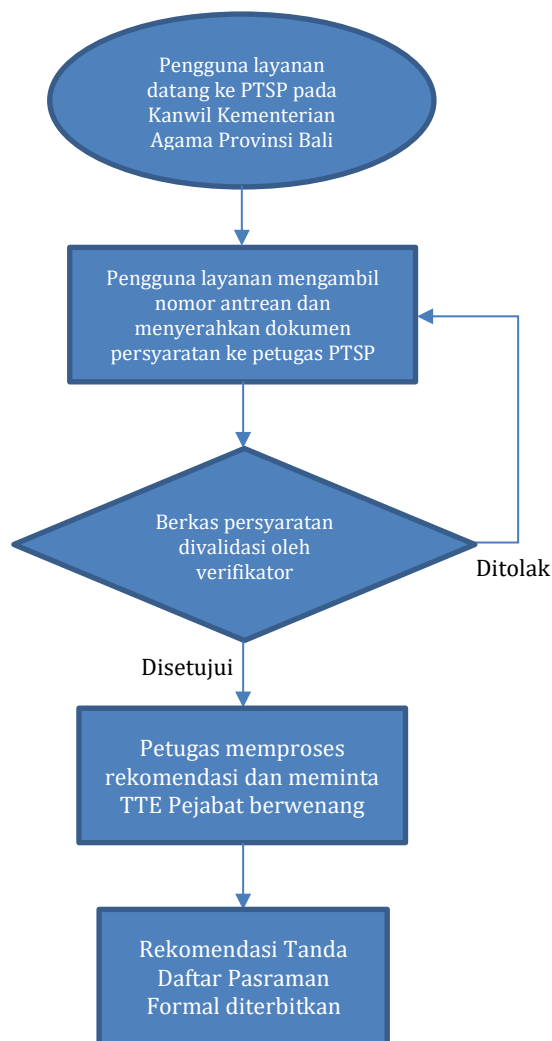 Pengguna layanan
datang ke PTSP pada
Kanwil Kementerian
Agama Provinsi Bali
Pengguna layanan mengambil
nomor antrean dan
menyerahkan dokumen
persyaratan ke petugas PTSP
Berkas persyaratan
divalidasi oleh
verifikator
Ditolak
Disetujui
Petugas memproses
rekomendasi dan meminta
TTE Pejabat berwenang
Rekomendasi Tanda
Daftar Pasraman
Formal diterbitkan